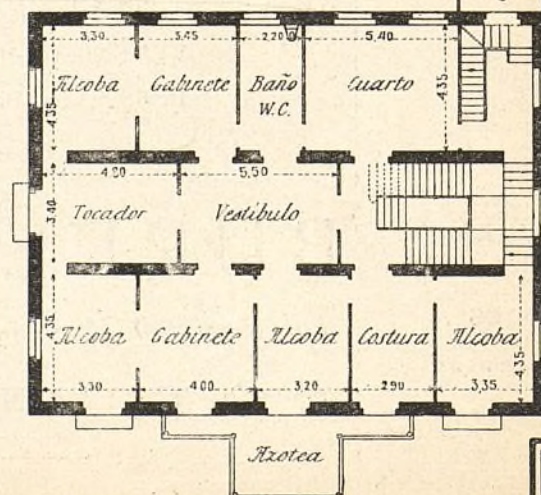 3.30 3.45 2.20 5.40
Alcoba Gabinete Baño Cuarto
W.C.
4.35 4.35
4.20 5.50
Tocador Vestíbulo
3.40
4.35
Alcoba Gabinete Alcoba Costura Alcoba
4.35
3.30 4.00 3.20 2.90 3.35
Azotea